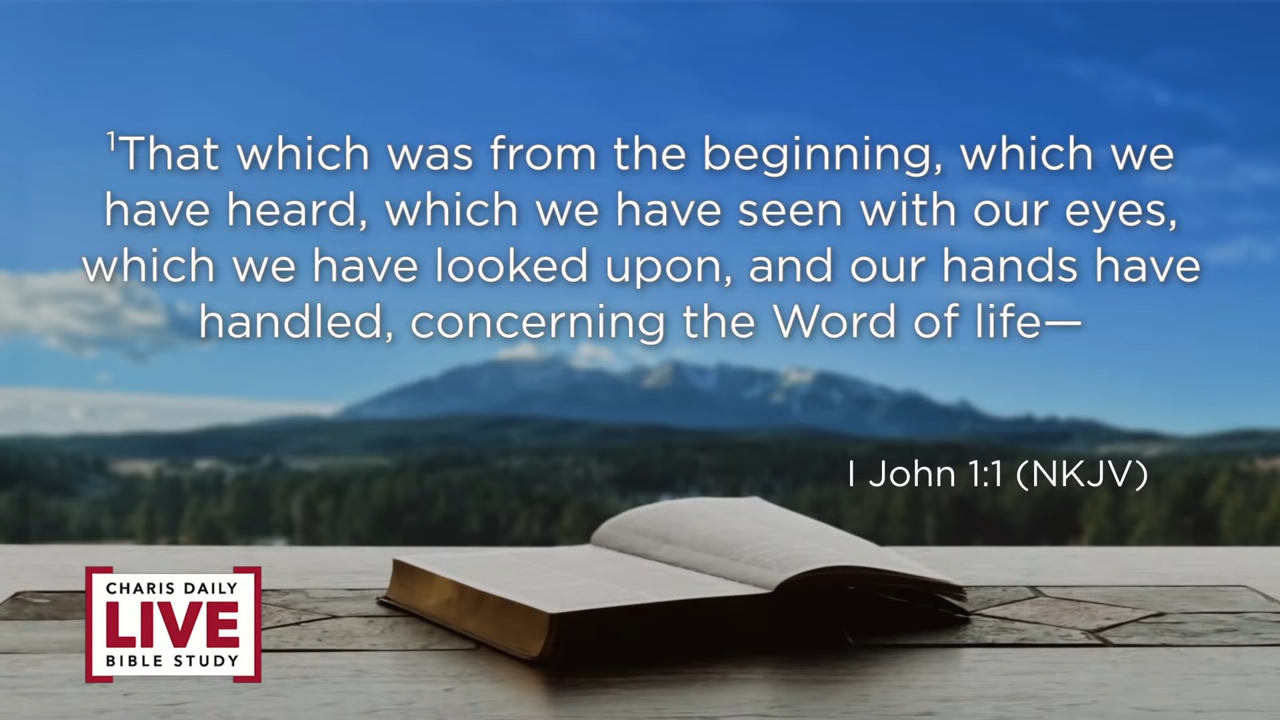 ¹That which was from the beginning, which we
have heard, which we have seen with our eyes,
which we have looked upon, and our hands have
handled, concerning the Word of life—
I John 1:1 (NKJV)
CHARIS DAILY
LIVE
BIBLE STUDY